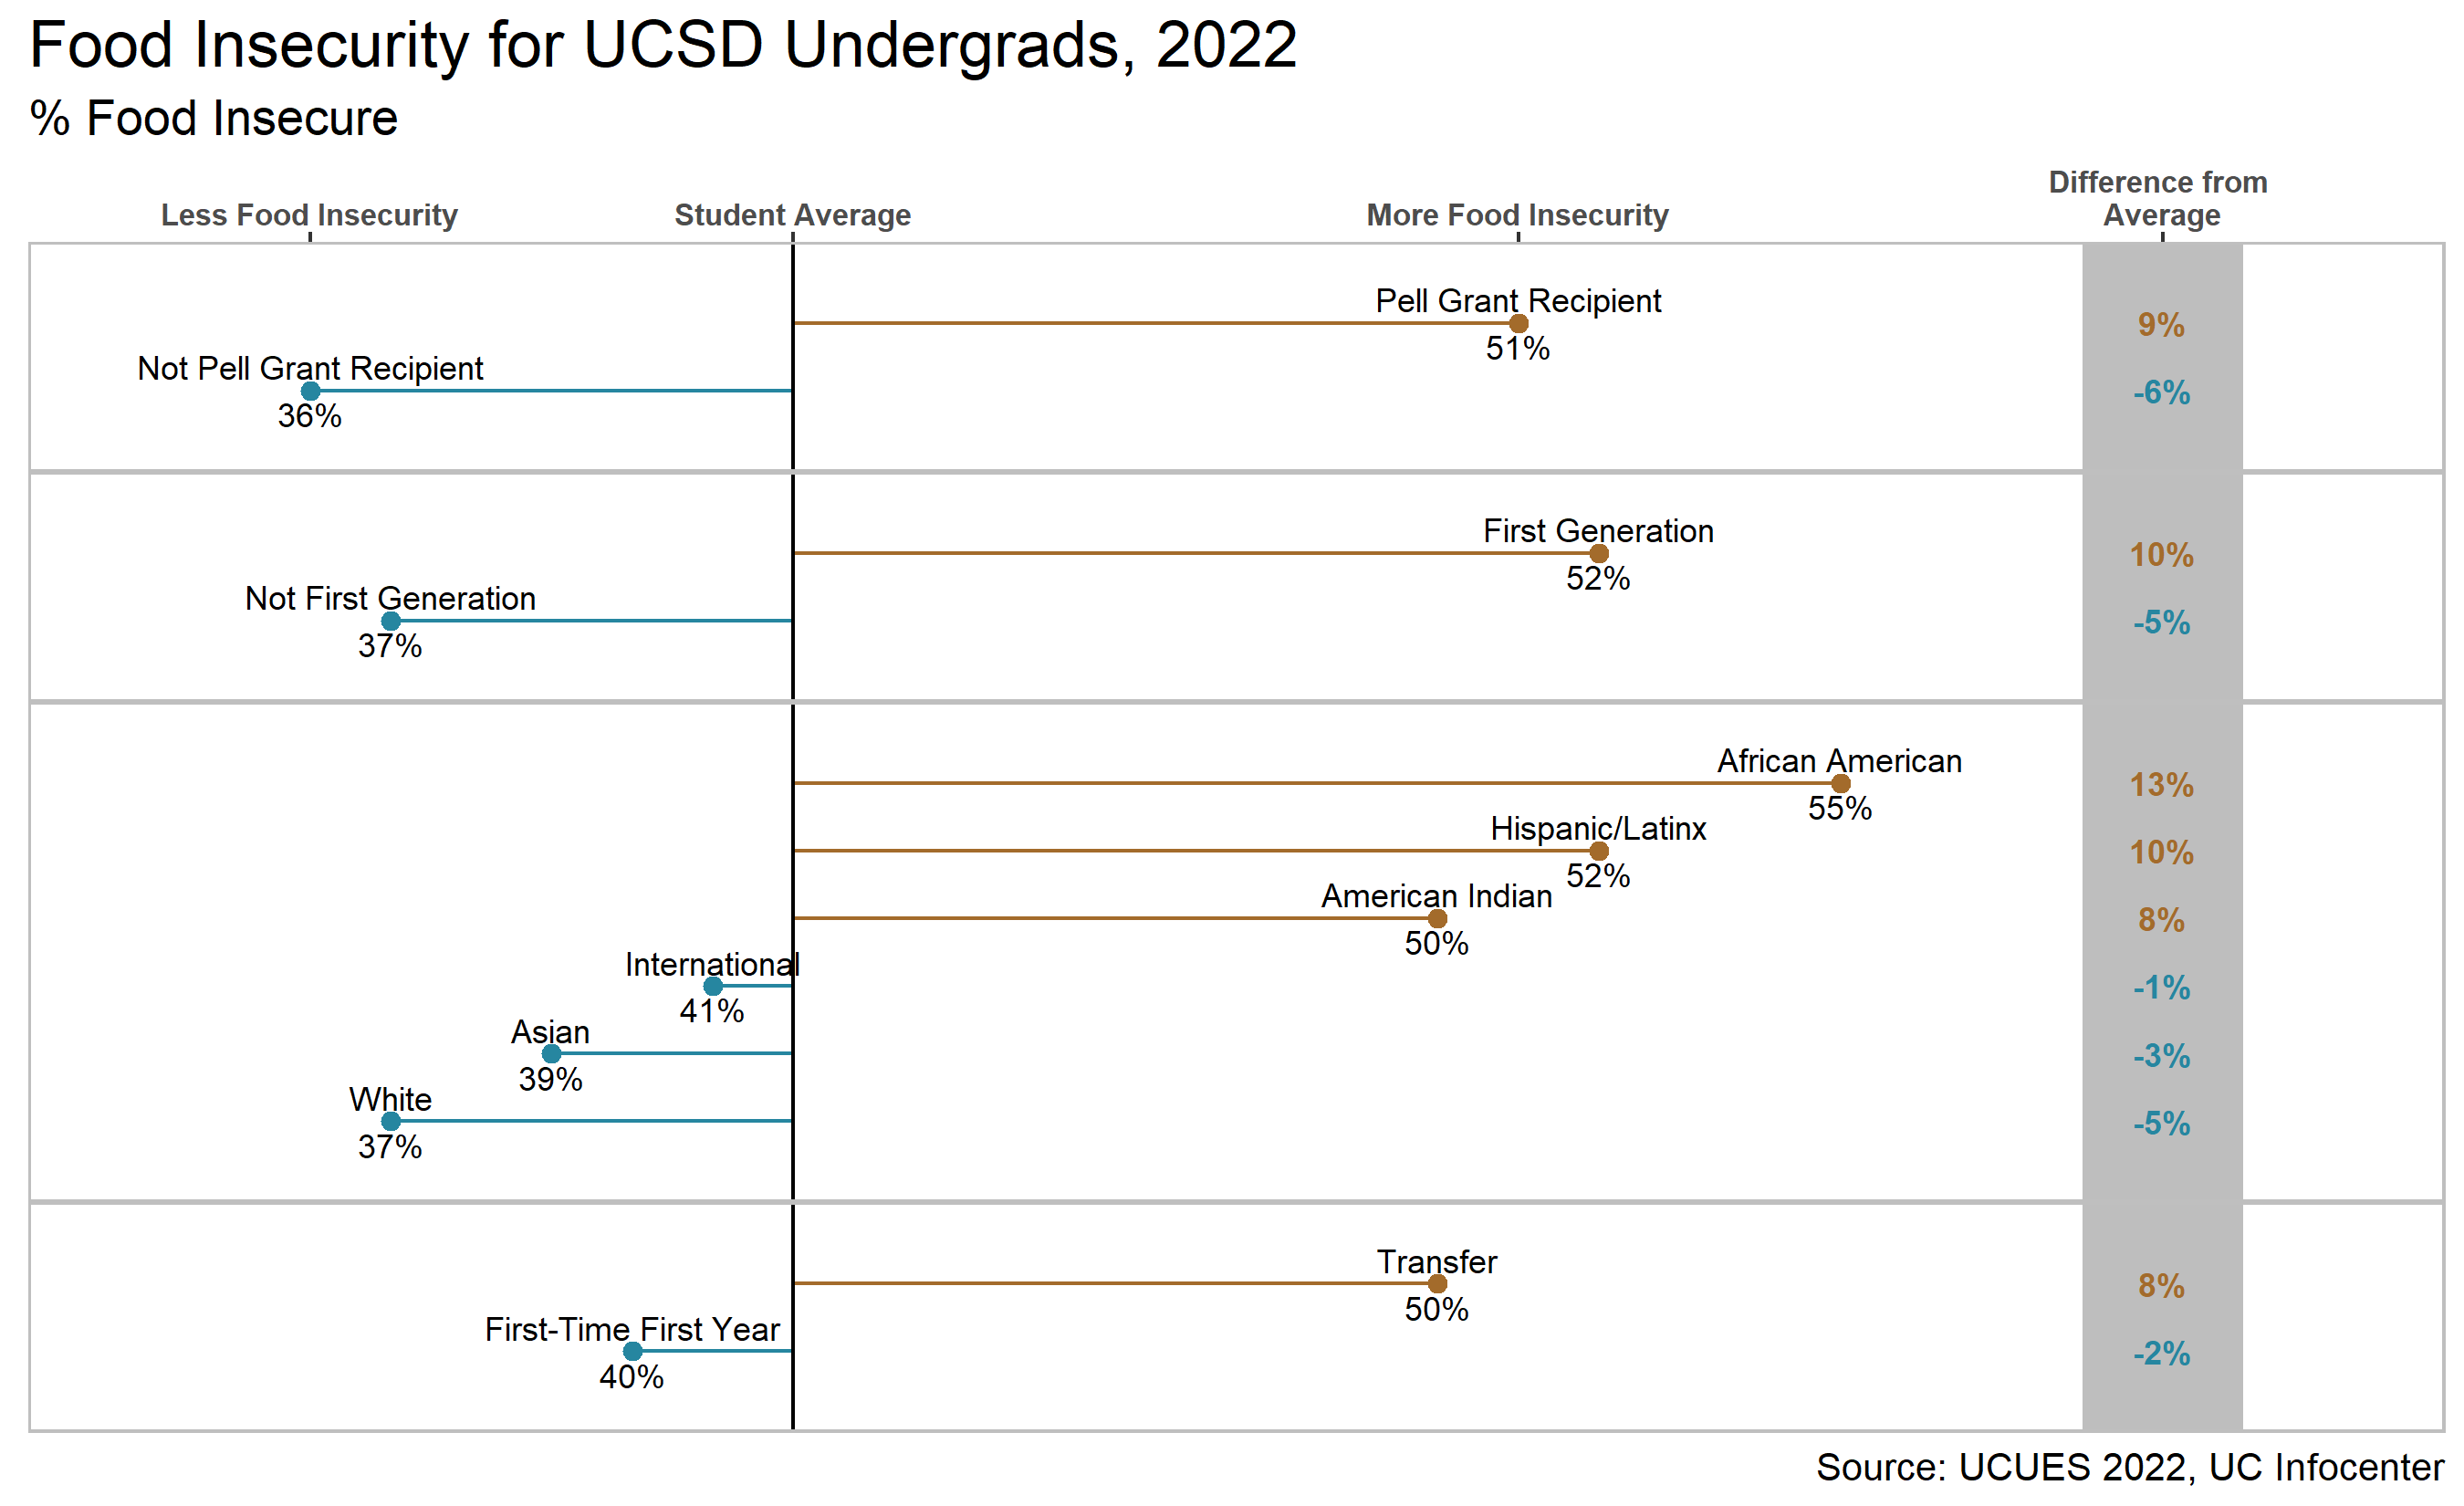 Food Insecurity for UCSD Undergrads, 2022
% Food Insecure
Less Food Insecurity
Student Average
More Food Insecurity
Difference from
Average
Pell Grant Recipient
51%
9%
Not Pell Grant Recipient
36%
-6%
First Generation
52%
10%
Not First Generation
37%
-5%
African American
55%
13%
Hispanic/Latinx
52%
10%
American Indian
50%
8%
International
41%
-1%
Asian
39%
-3%
White
37%
-5%
Transfer
50%
8%
First-Time First Year
40%
-2%
Source: UCUES 2022, UC Infocenter